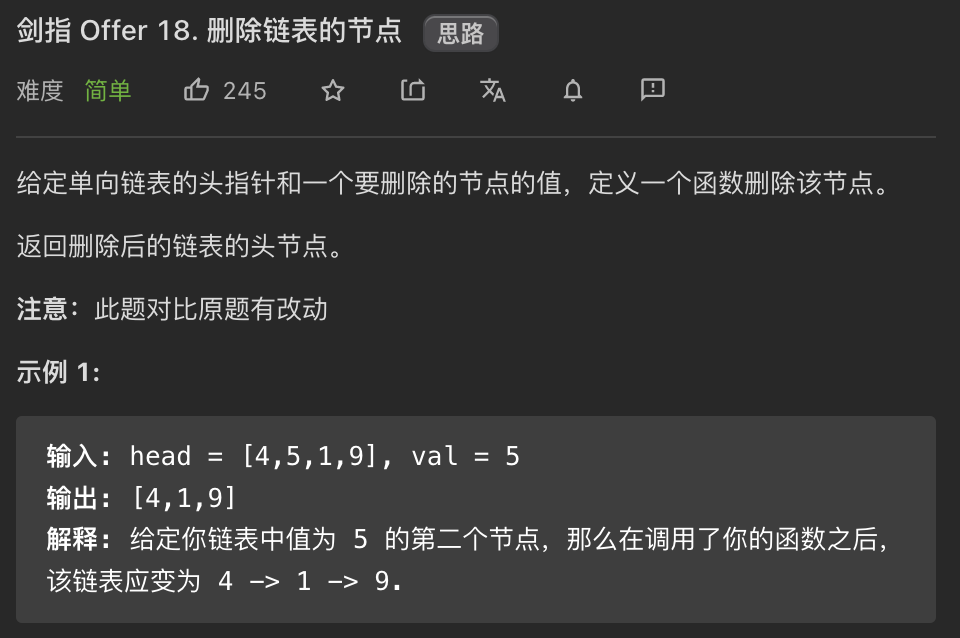 剑指 Offer 18. 删除链表的节点 思路
难度 简单 245
给定单向链表的头指针和一个要删除的节点的值，定义一个函数删除该节点。
返回删除后的链表的头节点。
注意：此题对比原题有改动
示例 1:
输入: head = [4,5,1,9], val = 5
输出: [4,1,9]
解释: 给定你链表中值为 5 的第二个节点，那么在调用了你的函数之后，
该链表应变为 4 -> 1 -> 9.